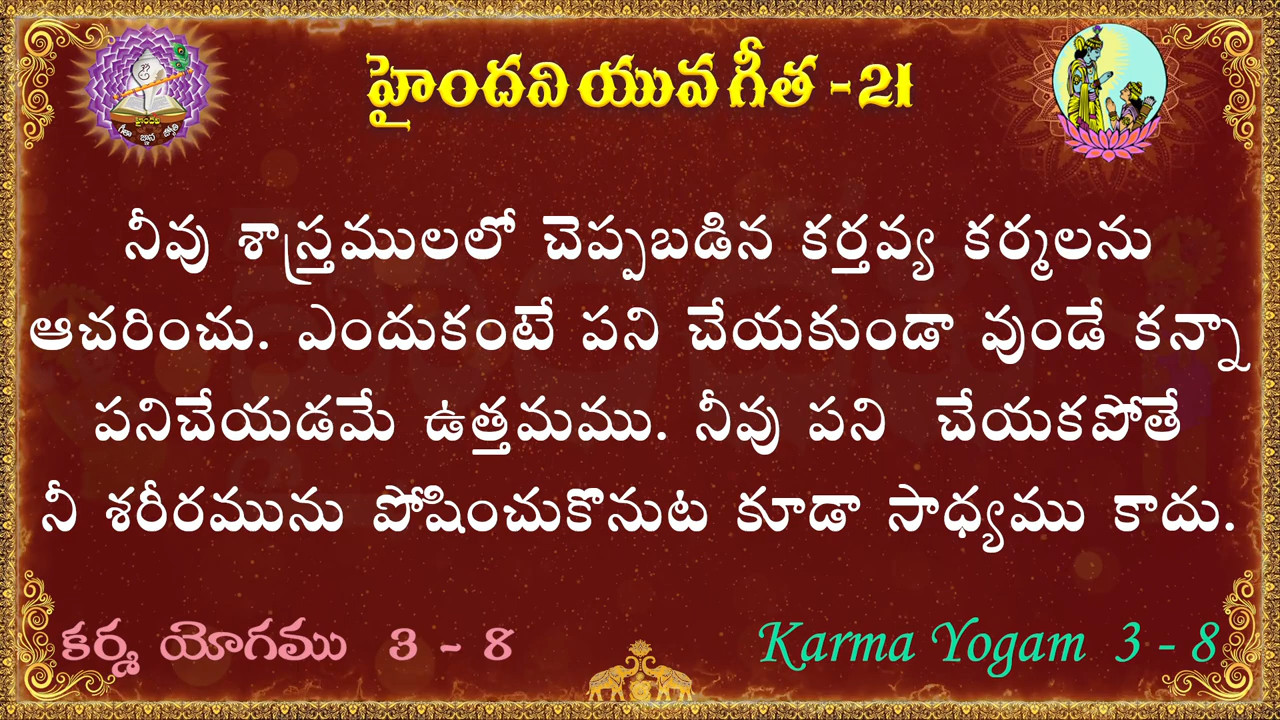 హైందవి యువ గీత - 21
నీవు శాస్త్రములలో చెప్పబడిన కర్తవ్య కర్మలను
ఆచరించు. ఎందుకంటే పని చేయకుండా వుండే కన్నా
పనిచేయడమే ఉత్తమము. నీవు పని చేయకపోతే
నీ శరీరమును పోషించుకొనుట కూడా సాధ్యము కాదు.
కర్మ యోగము 3 - 8
Karma Yogam 3 - 8